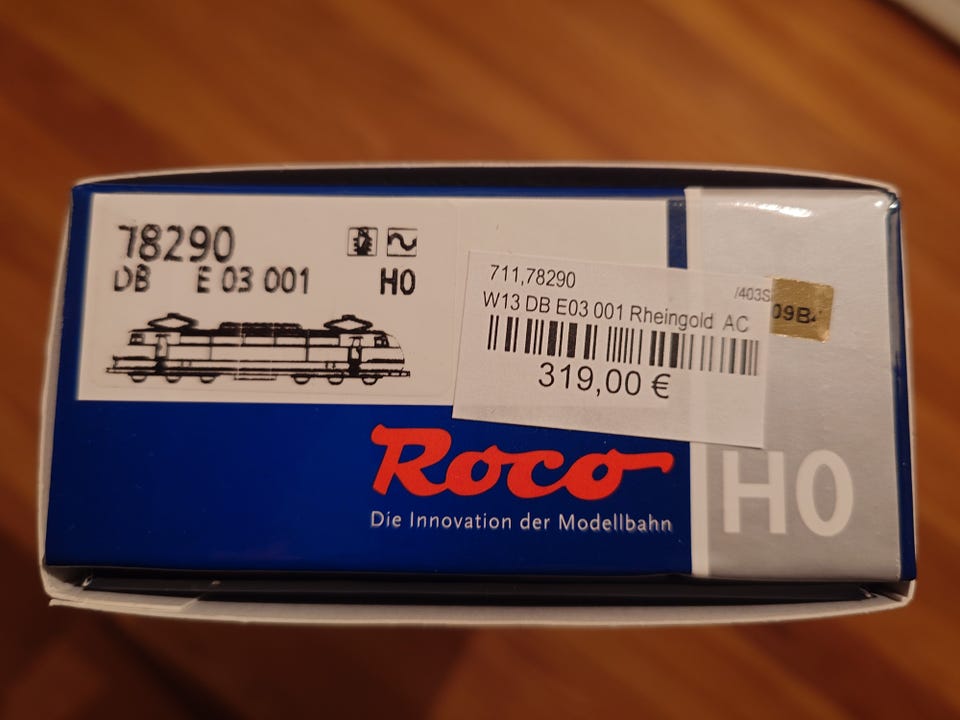 78290
DB E 03 001 H0
711,78290
/403S
W13 DB E03 001 Rheingold AC
09B
319,00 €
Roco
Die Innovation der Modellbahn
H0